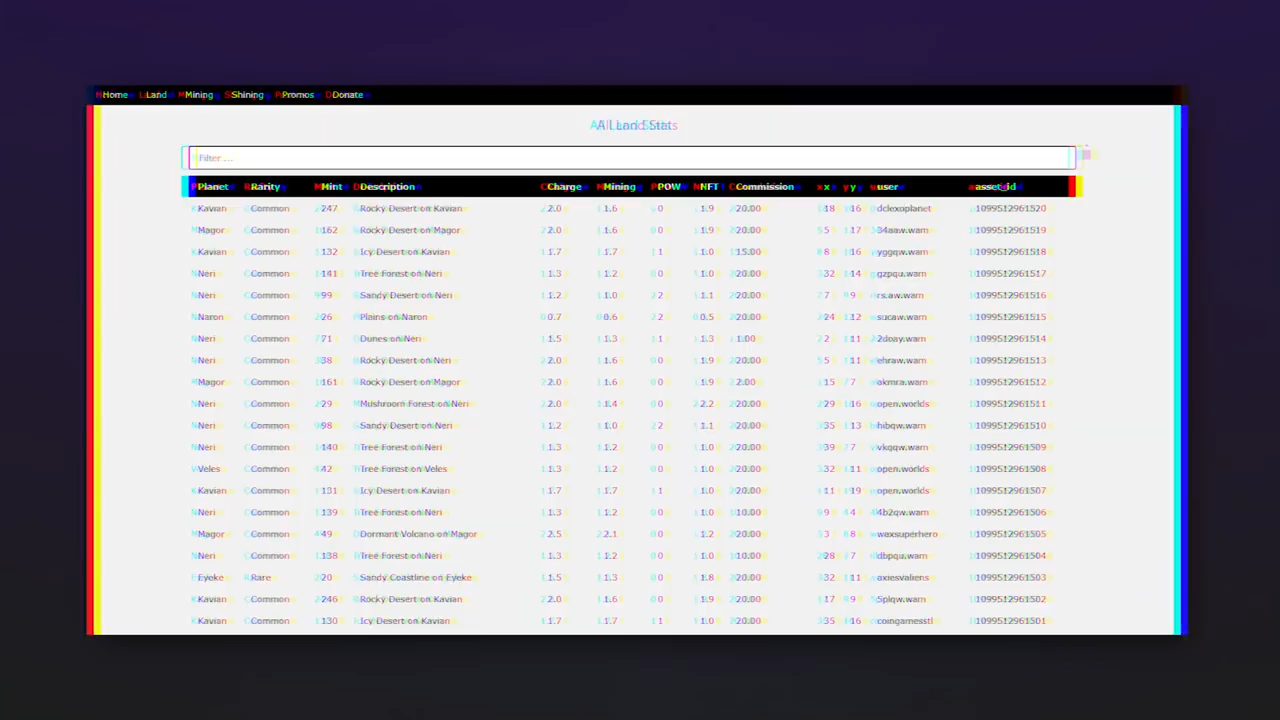 Home Land Mining Shining Promos Donate
All Land Stats
Filter ...
Planet Rarity Mint Description Charge Mining POW NFT Commission x y user asset_id
Kavian Common 247 Rocky Desert on Kavian 2.0 1.6 0 1.9 20.00 18 16 dclexoplanet 1099512961520
Magor Common 162 Rocky Desert on Magor 2.0 1.6 0 1.9 20.00 5 17 34aaw.wam 1099512961519
Kavian Common 132 Icy Desert on Kavian 1.7 1.7 1 1.0 15.00 8 16 yggqw.wam 1099512961518
Neri Common 141 Tree Forest on Neri 1.3 1.2 0 1.0 20.00 32 14 gzpqu.wam 1099512961517
Neri Common 99 Sandy Desert on Neri 1.2 1.0 2 1.1 20.00 7 9 rs.aw.wam 1099512961516
Naron Common 26 Plains on Naron 0.7 0.6 2 0.5 20.00 24 12 sucaw.wam 1099512961515
Neri Common 71 Dunes on Neri 1.5 1.3 1 1.3 1.00 2 11 2doay.wam 1099512961514
Neri Common 38 Rocky Desert on Neri 2.0 1.6 0 1.9 20.00 5 11 ehraw.wam 1099512961513
Magor Common 161 Rocky Desert on Magor 2.0 1.6 0 1.9 2.00 15 7 akmra.wam 1099512961512
Neri Common 29 Mushroom Forest on Neri 2.0 1.4 0 2.2 20.00 29 16 open.worlds 1099512961511
Neri Common 98 Sandy Desert on Neri 1.2 1.0 2 1.1 20.00 35 13 hibqw.wam 1099512961510
Neri Common 140 Tree Forest on Neri 1.3 1.2 0 1.0 20.00 39 7 vkqqw.wam 1099512961509
Veles Common 42 Tree Forest on Veles 1.3 1.2 0 1.0 20.00 32 11 open.worlds 1099512961508
Kavian Common 131 Icy Desert on Kavian 1.7 1.7 1 1.0 20.00 11 19 open.worlds 1099512961507
Neri Common 139 Tree Forest on Neri 1.3 1.2 0 1.0 10.00 9 4 4b2qw.wam 1099512961506
Magor Common 49 Dormant Volcano on Magor 2.5 2.1 0 1.2 20.00 3 8 waxsuperhero 1099512961505
Neri Common 138 Tree Forest on Neri 1.3 1.2 0 1.0 10.00 28 7 dbpqu.wam 1099512961504
Eyeke Rare 20 Sandy Coastline on Eyeke 1.5 1.3 0 1.8 20.00 32 11 axiesvaliens 1099512961503
Kavian Common 246 Rocky Desert on Kavian 2.0 1.6 0 1.9 20.00 17 9 5plqw.wam 1099512961502
Kavian Common 130 Icy Desert on Kavian 1.7 1.7 1 1.0 20.00 35 16 coingamesstl 1099512961501